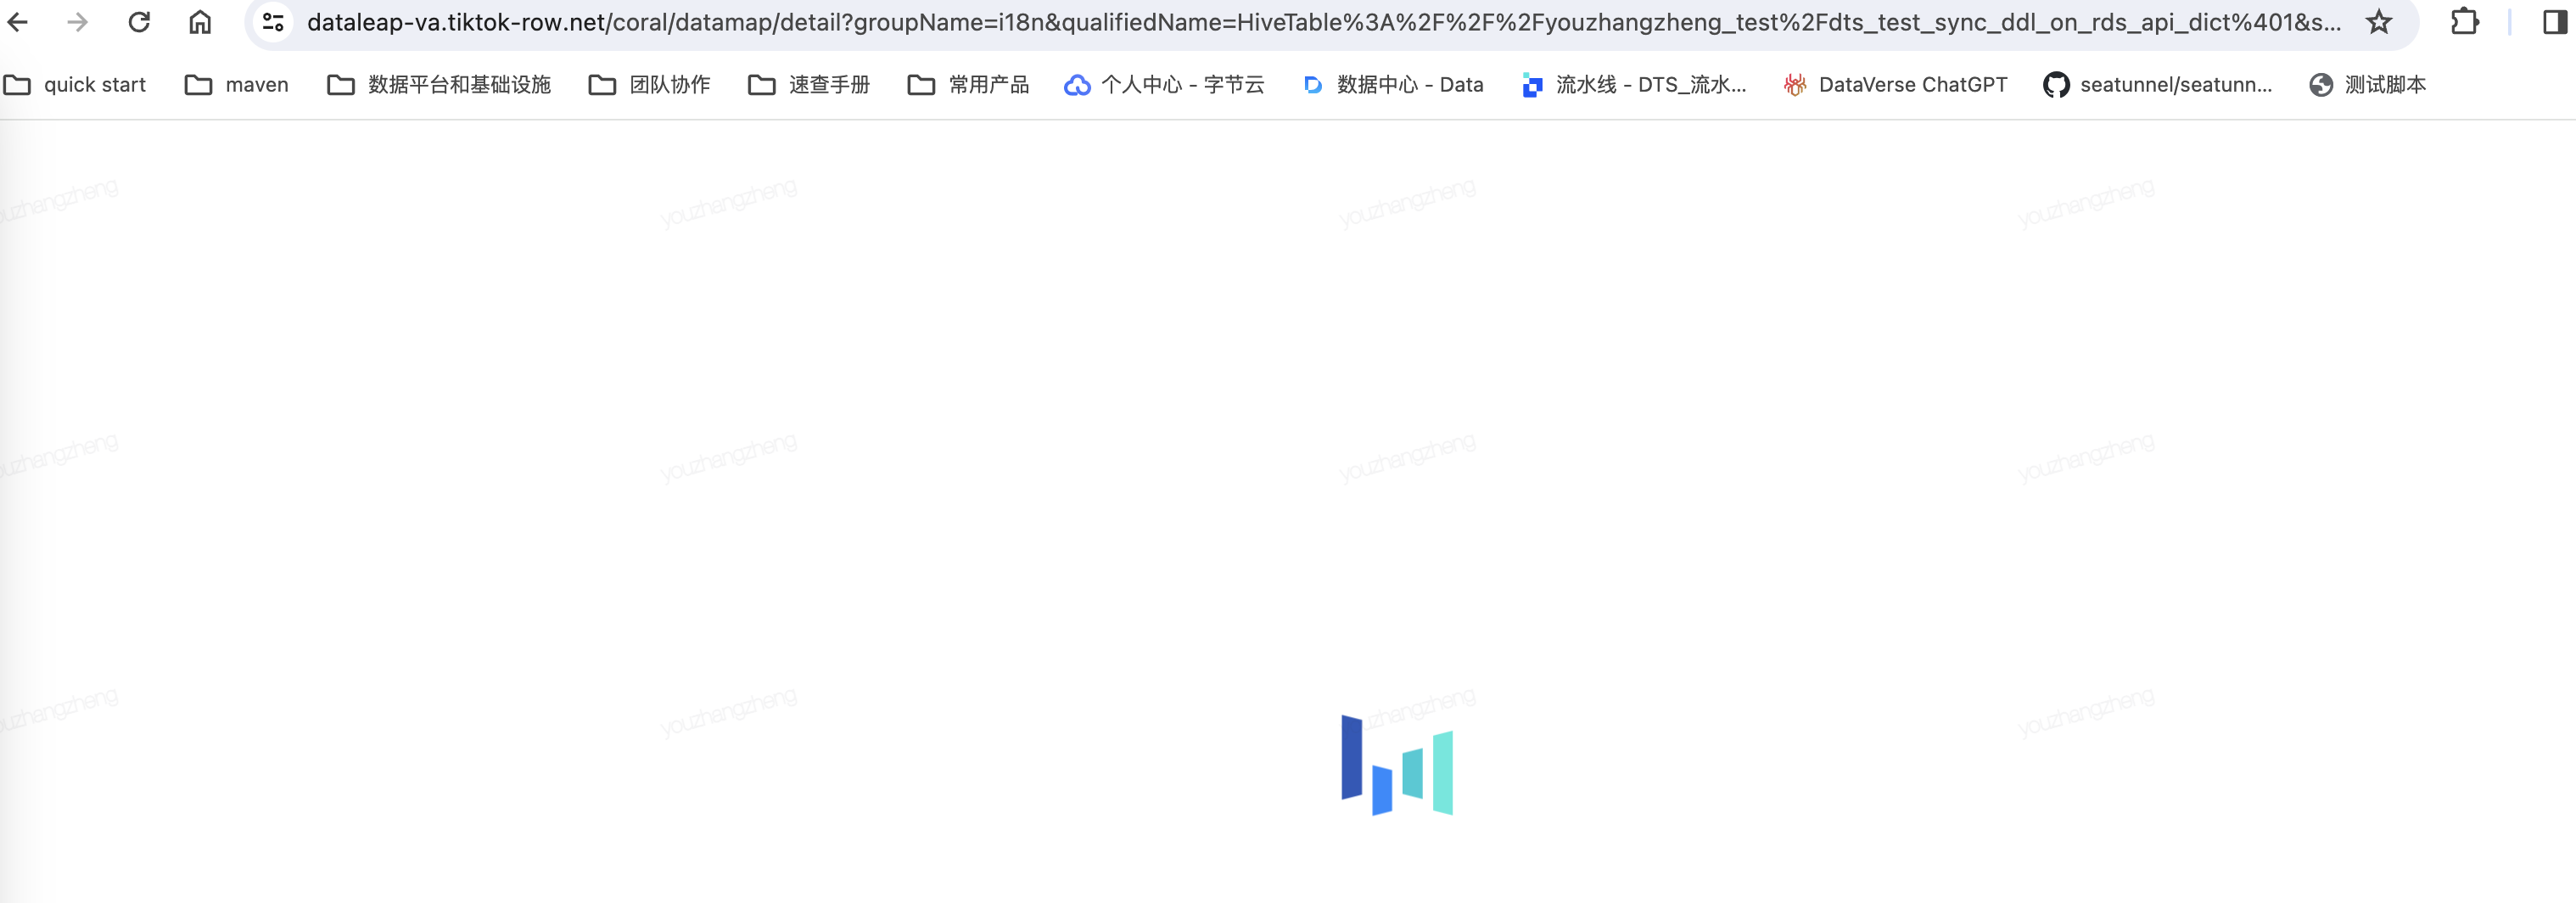 dataleap-va.tiktok-row.net/coral/datamap/detail?groupName=i18n&qualifiedName=HiveTable%3A%2F%2F%2Fyouzhangzheng_test%2Fdts_test_sync_ddl_on_rds_api_dict%401&s...
quick start maven 数据平台和基础设施 团队协作 速查手册 常用产品 个人中心 - 字节云 数据中心 - Data 流水线 - DTS_流水... DataVerse ChatGPT seatunnel/seatunn... 测试脚本
youzhangzheng youzhangzheng youzhangzheng youzhangzheng
youzhangzheng youzhangzheng youzhangzheng youzhangzheng
youzhangzheng youzhangzheng youzhangzheng youzhangzheng